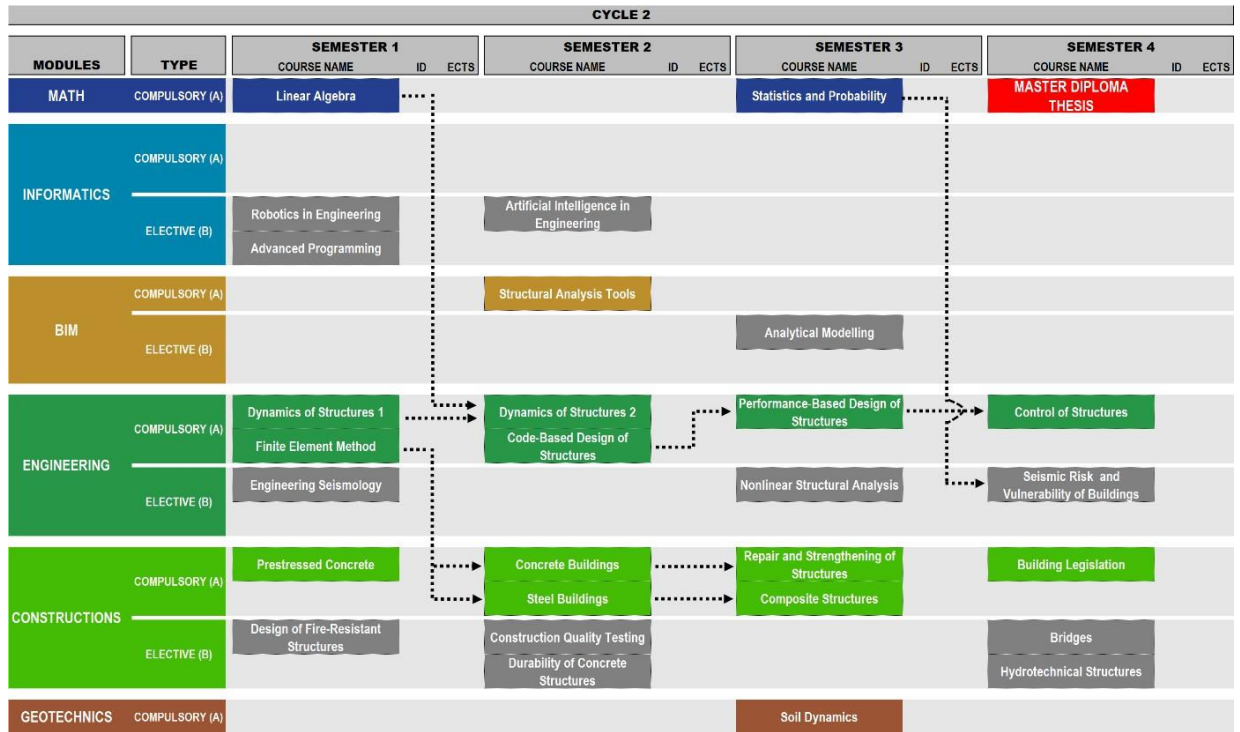 CYCLE 2
MODULES
TYPE
SEMESTER 1
COURSE NAME ID ECTS
SEMESTER 2
COURSE NAME ID ECTS
SEMESTER 3
COURSE NAME ID ECTS
SEMESTER 4
COURSE NAME ID ECTS
MATH
COMPULSORY (A)
Linear Algebra
Statistics and Probability
MASTER DIPLOMA
THESIS
INFORMATICS
COMPULSORY (A)
ELECTIVE (B)
Robotics in Engineering
Advanced Programming
Artificial Intelligence in
Engineering
BIM
COMPULSORY (A)
Structural Analysis Tools
ELECTIVE (B)
Analytical Modelling
ENGINEERING
COMPULSORY (A)
Dynamics of Structures 1
Finite Element Method
Dynamics of Structures 2
Code-Based Design of
Structures
Performance-Based Design of
Structures
Control of Structures
ELECTIVE (B)
Engineering Seismology
Nonlinear Structural Analysis
Seismic Risk and
Vulnerability of Buildings
CONSTRUCTIONS
COMPULSORY (A)
Prestressed Concrete
Concrete Buildings
Steel Buildings
Repair and Strengthening of
Structures
Composite Structures
Building Legislation
ELECTIVE (B)
Design of Fire-Resistant
Structures
Construction Quality Testing
Durability of Concrete
Structures
Bridges
Hydrotechnical Structures
GEOTECHNICS
COMPULSORY (A)
Soil Dynamics